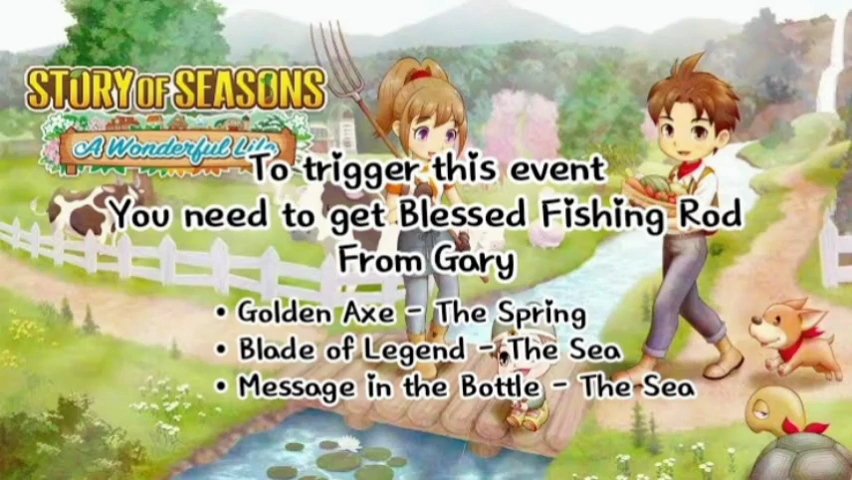 STORY OF SEASONS
A Wonderful Life
To trigger this event
You need to get Blessed Fishing Rod
From Gary
• Golden Axe - The Spring
• Blade of Legend - The Sea
• Message in the Bottle - The Sea